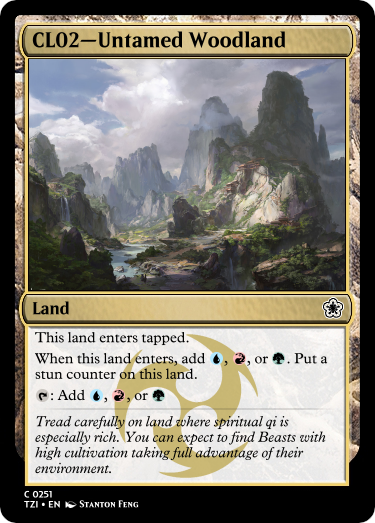 CL02—Untamed Woodland
Land
This land enters tapped.
When this land enters, add , , or . Put a
stun counter on this land.
: Add , , or
Tread carefully on land where spiritual qi is
especially rich. You can expect to find Beasts with
high cultivation taking full advantage of their
environment.
C 0251
TZI • EN Stanton Feng